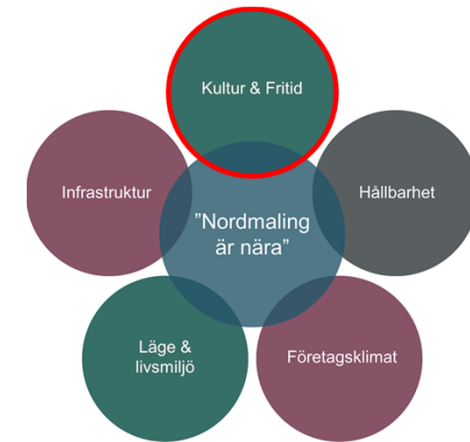 Kultur & Fritid
Infrastruktur
Hållbarhet
”Nordmaling
är nära”
Läge &
livsmiljö
Företagsklimat